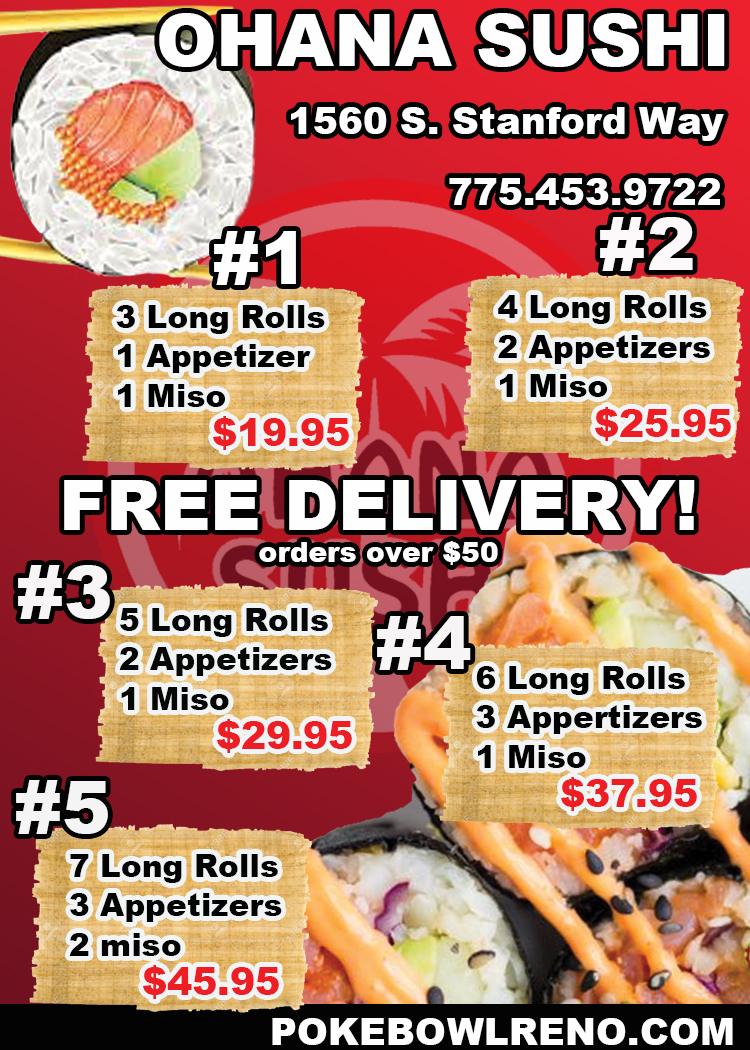 OHANA SUSHI
1560 S. Stanford Way
775.453.9722
#1
3 Long Rolls
1 Appetizer
1 Miso
$19.95
#2
4 Long Rolls
2 Appetizers
1 Miso
$25.95
FREE DELIVERY!
orders over $50
#3
5 Long Rolls
2 Appetizers
1 Miso
$29.95
#4
6 Long Rolls
3 Appertizers
1 Miso
$37.95
#5
7 Long Rolls
3 Appetizers
2 miso
$45.95
POKEBOWLRENO.COM